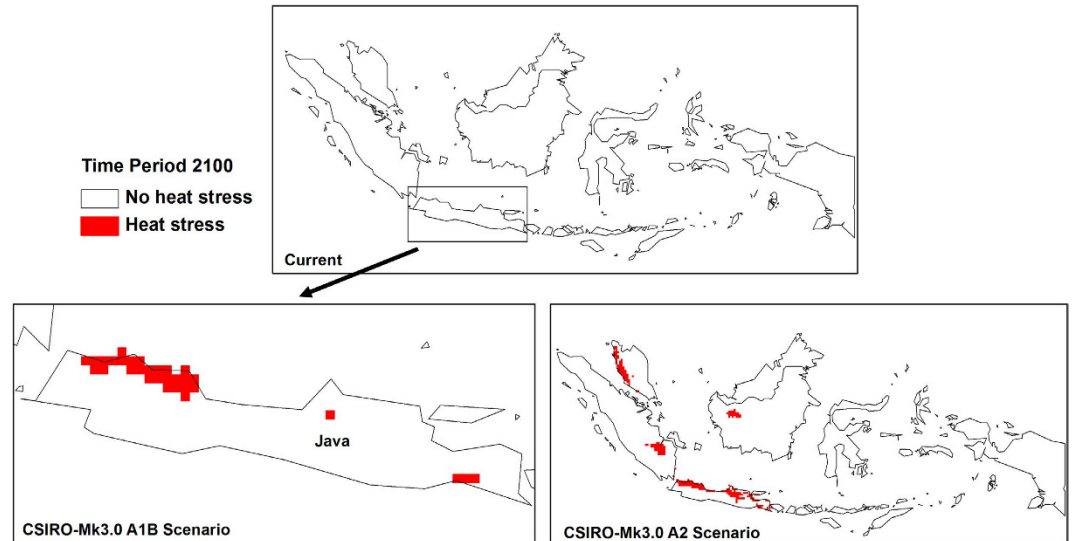 Time Period 2100
No heat stress
Heat stress
Current
Java
CSIRO-Mk3.0 A1B Scenario
CSIRO-Mk3.0 A2 Scenario